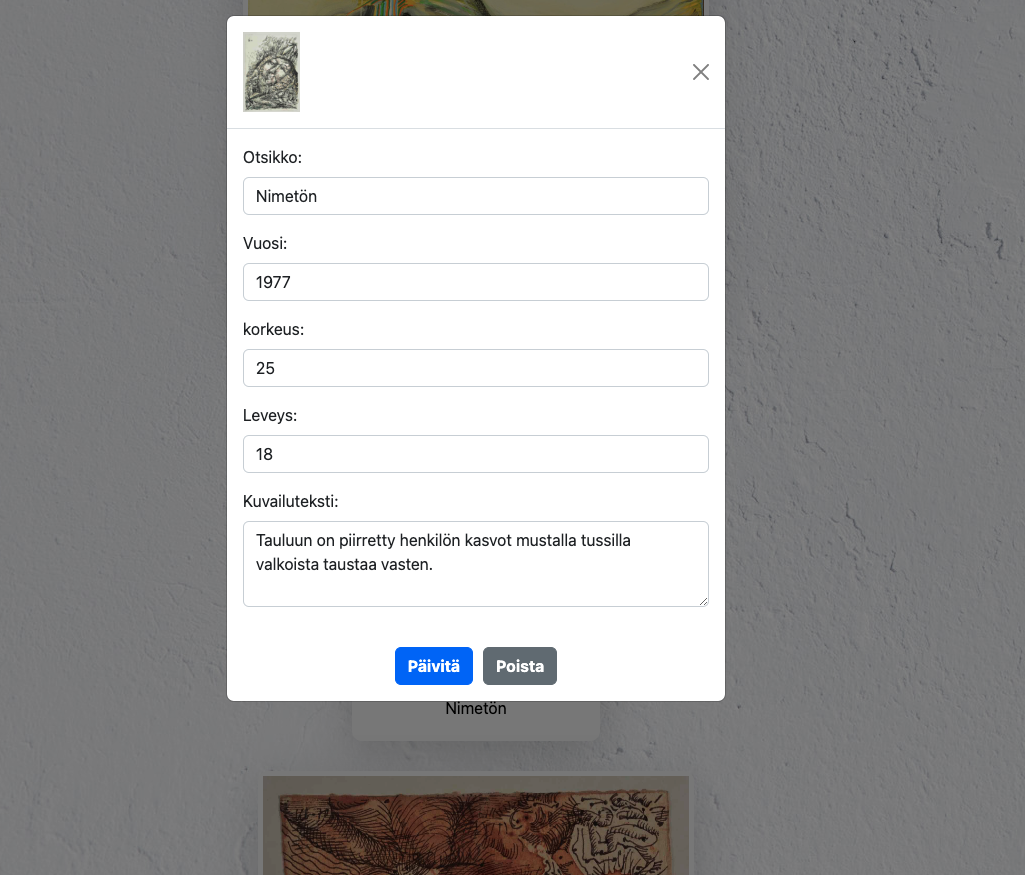 Otsikko:
Nimetön
Vuosi:
1977
korkeus:
25
Leveys:
18
Kuvailuteksti:
Tauluun on piirretty henkilön kasvot mustalla tussilla
valkoista taustaa vasten.
Päivitä Poista
Nimetön